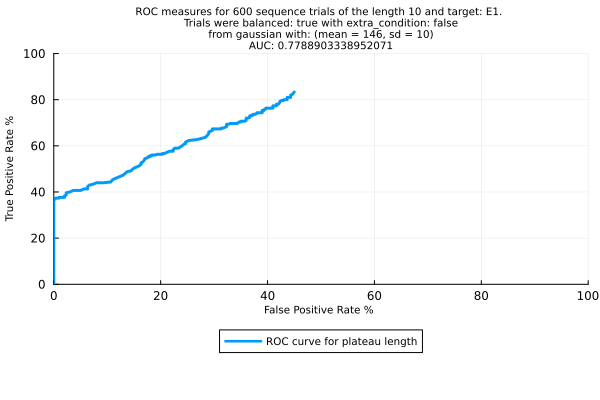 ROC measures for 600 sequence trials of the length 10 and target: E1.
Trials were balanced: true with extra_condition: false
from gaussian with: (mean = 146, sd = 10)
AUC: 0.7788903338952071
100
80
60
40
20
0
True Positive Rate %
0 20 40 60 80 100
False Positive Rate %
ROC curve for plateau length